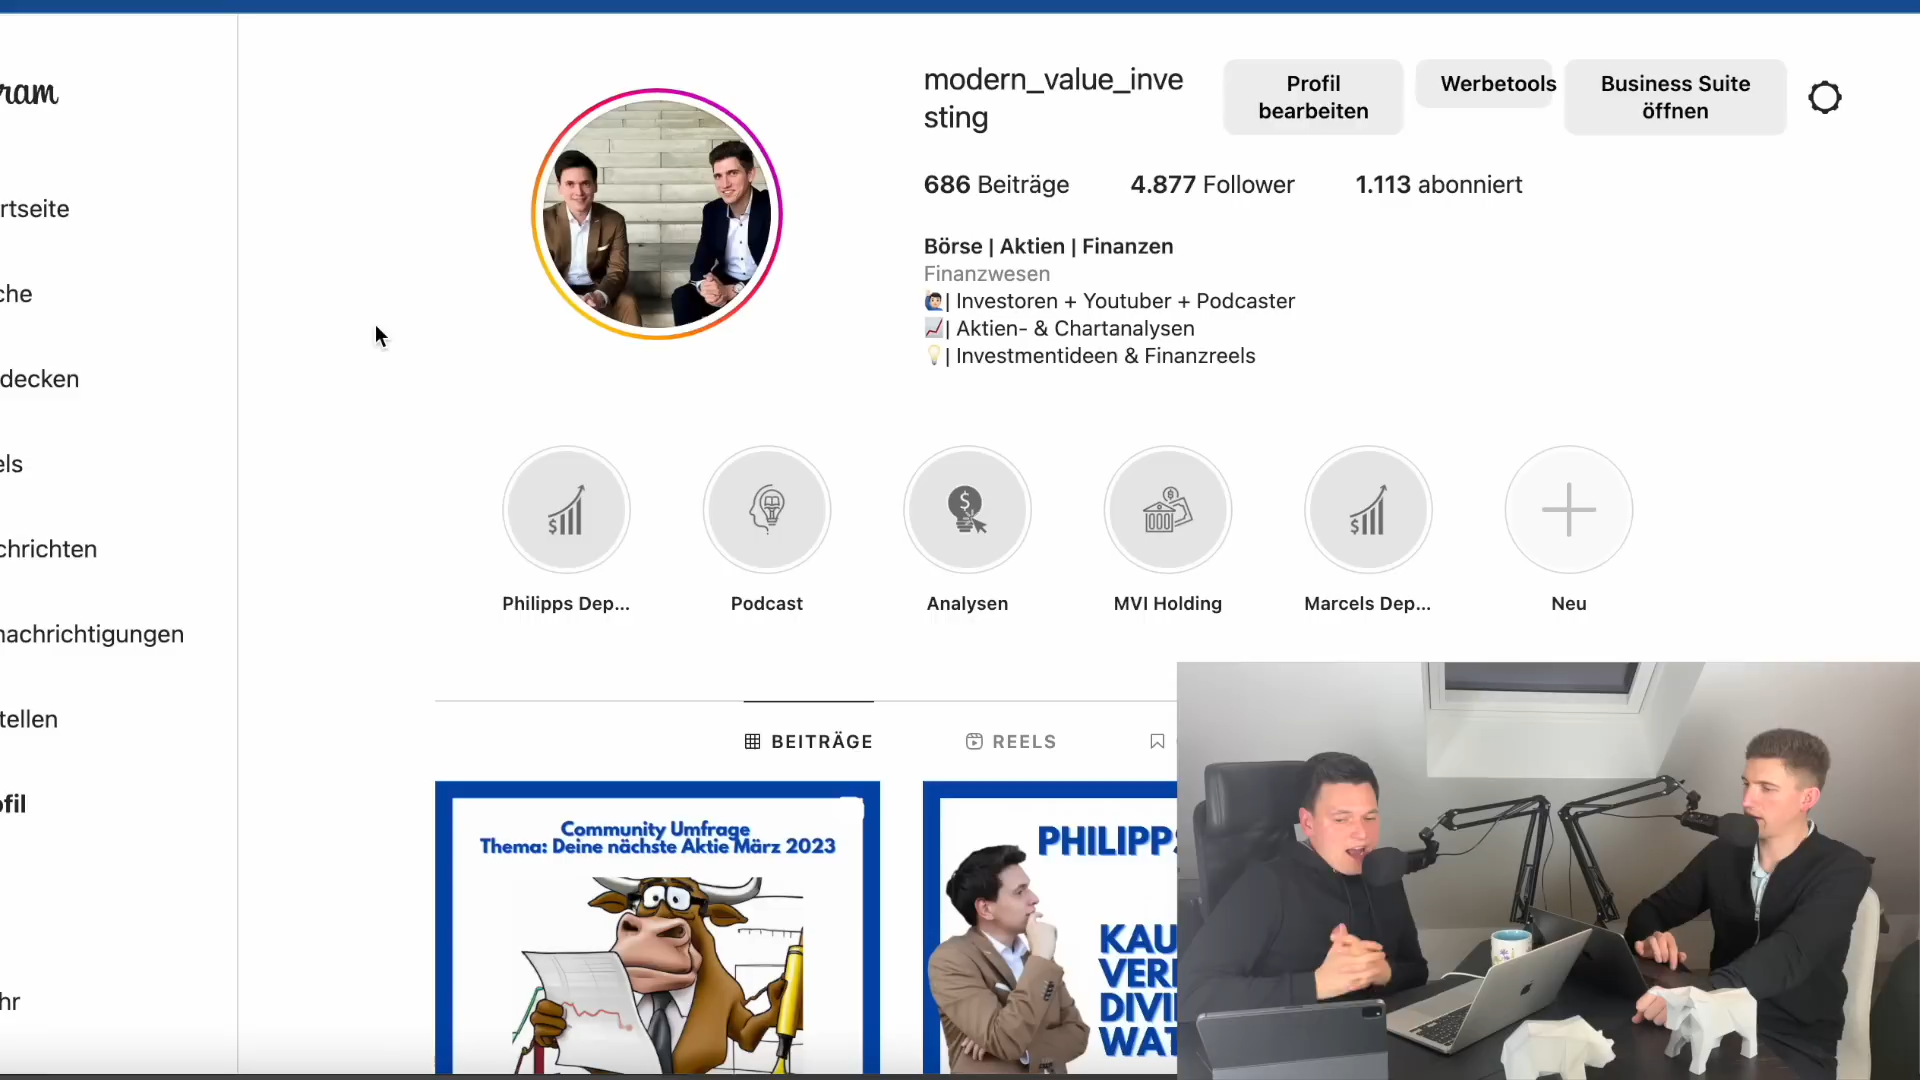 ram
rtseite
che
decken
els
chrichten
nachrichtigungen
tellen
ofil
hr
modern_value_inve
sting
Profil
bearbeiten
Werbetools
Business Suite
öffnen
686 Beiträge 4.877 Follower 1.113 abonniert
Börse | Aktien | Finanzen
Finanzwesen
🙋🏻‍♂️| Investoren + Youtuber + Podcaster
📈| Aktien- & Chartanalysen
💡| Investmentideen & Finanzreels
Philipps Dep... Podcast Analysen MVI Holding Marcels Dep... Neu
BEITRÄGE REELS
Community Umfrage
Thema: Deine nächste Aktie März 2023
PHILIPPS
KAU
VER
DIVI
WAT